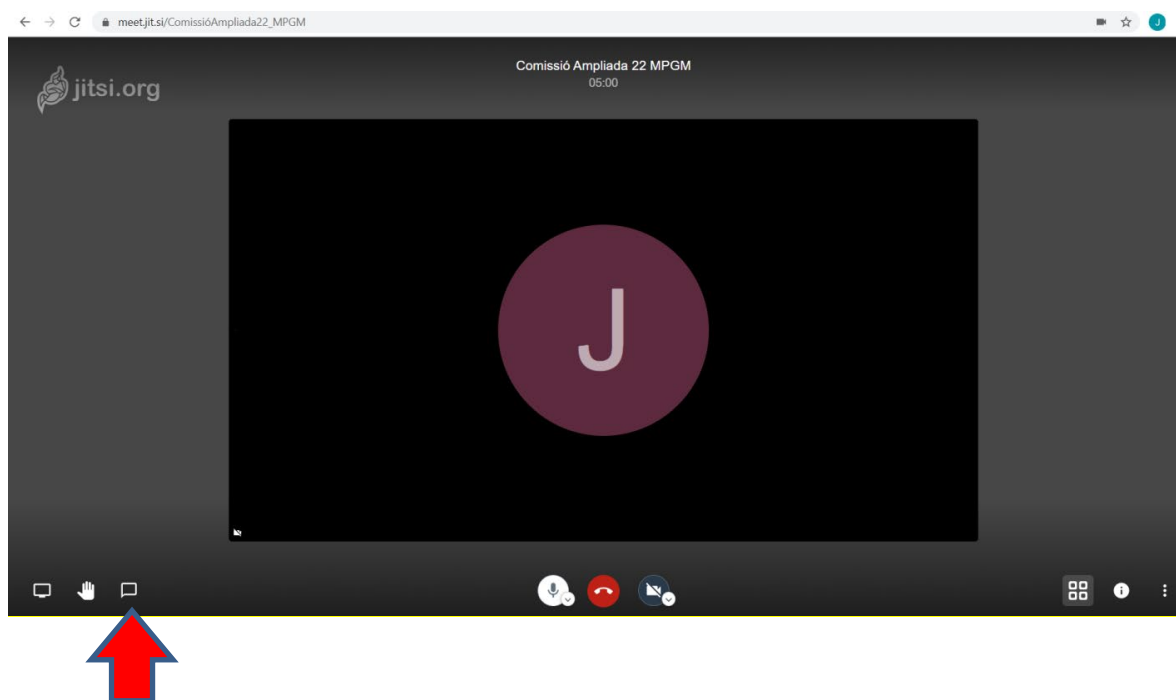 meet.jit.si/ComissióAmpliada22_MPGM
J
jitsi.org
Comissió Ampliada 22 MPGM
05:00
J